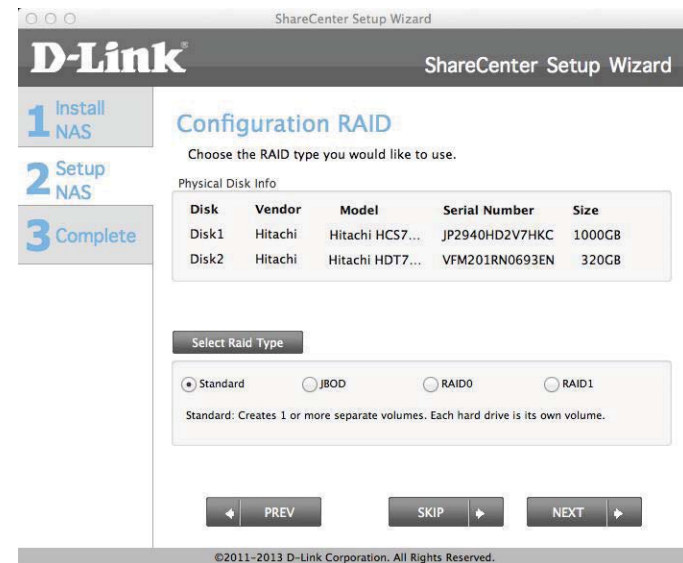 ShareCenter Setup Wizard
D-Link
ShareCenter Setup Wizard
1 Install NAS
2 Setup NAS
3 Complete
Configuration RAID
Choose the RAID type you would like to use.
Physical Disk Info
Disk Vendor Model Serial Number Size
Disk1 Hitachi Hitachi HCS7... JP2940HD2V7HKC 1000GB
Disk2 Hitachi Hitachi HDT7... VFM201RN0693EN 320GB
Select Raid Type
Standard JBOD RAID0 RAID1
Standard: Creates 1 or more separate volumes. Each hard drive is its own volume.
PREV SKIP NEXT
©2011-2013 D-Link Corporation. All Rights Reserved.